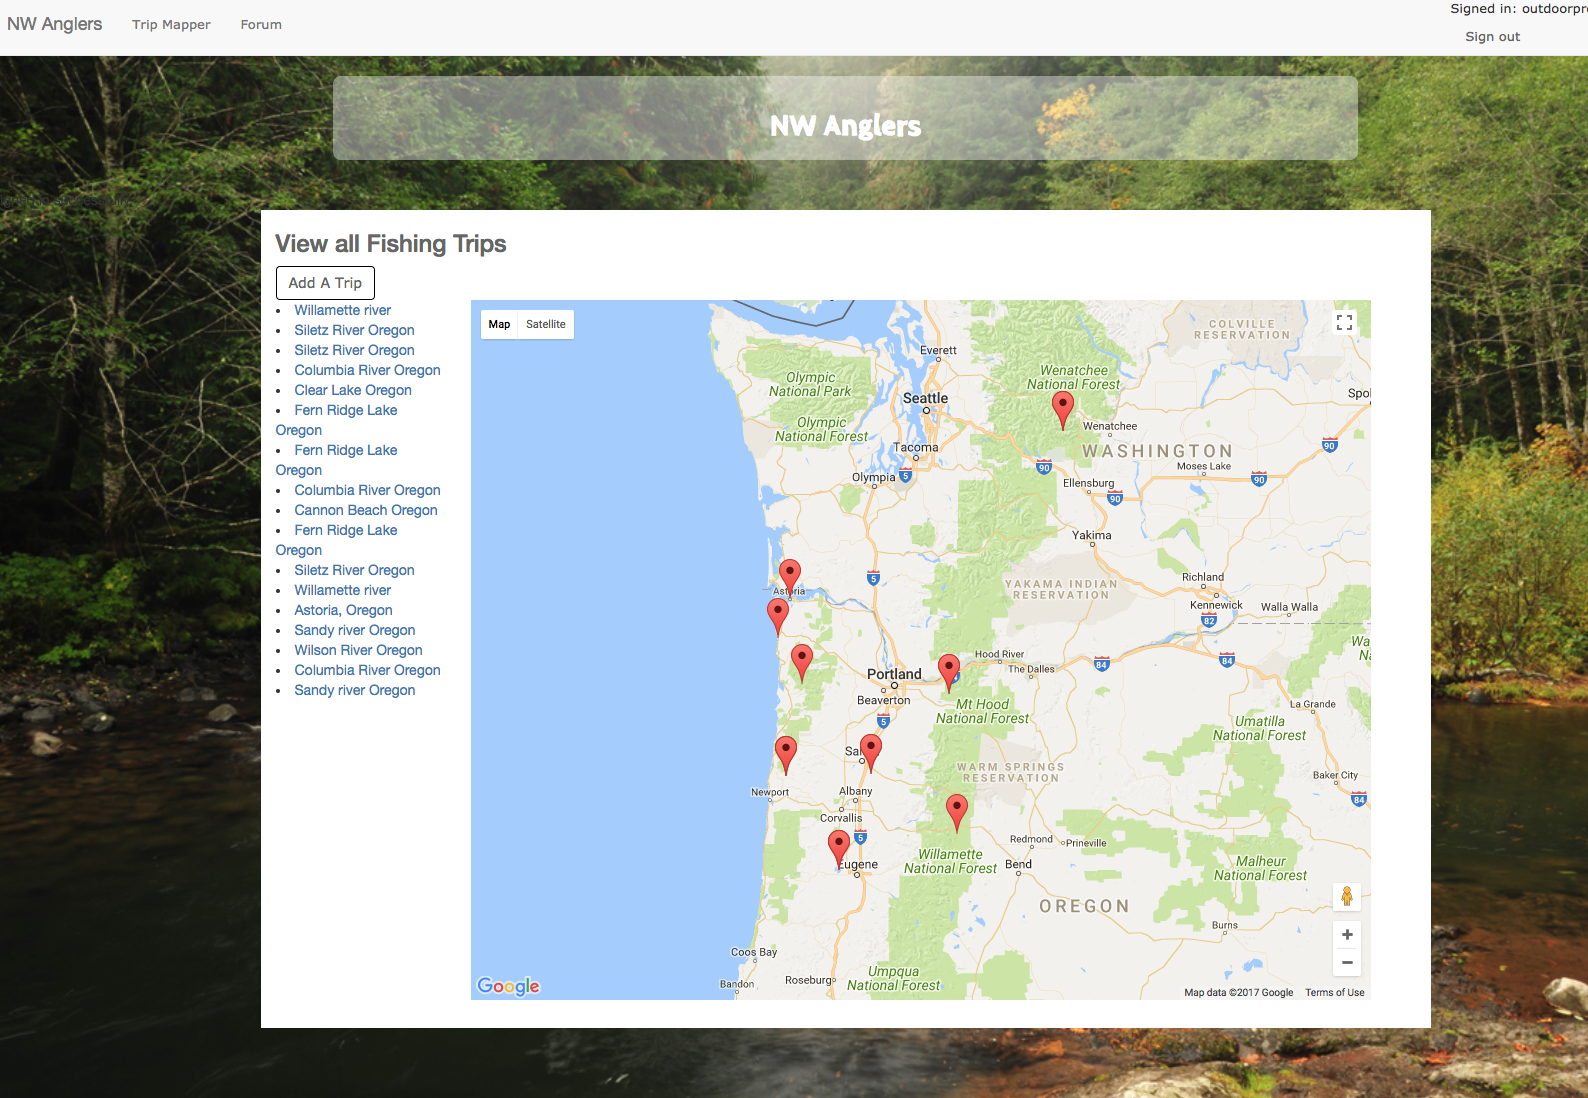 NW Anglers Trip Mapper Forum
Signed in: outdoorpr
Sign out
NW Anglers
View all Fishing Trips
Add A Trip
Willamette river
Siletz River Oregon
Siletz River Oregon
Columbia River Oregon
Clear Lake Oregon
Fern Ridge Lake
Oregon
Fern Ridge Lake
Oregon
Columbia River Oregon
Cannon Beach Oregon
Fern Ridge Lake
Oregon
Siletz River Oregon
Willamette river
Astoria, Oregon
Sandy river Oregon
Wilson River Oregon
Columbia River Oregon
Sandy river Oregon
Map Satellite
COLVILLE
RESERVATION
Everett
Olympic
National Park
Wenatchee
National Forest
Spo
Seattle
Olympic
National Forest
Wenatchee
Tacoma
WASHINGTON
90
Moses Lake
Olympia
5
90
90
Ellensburg
90
Yakima
YAKAMA INDIAN
RESERVATION
5
Richland
Astoria
Kennewick
Walla Walla
82
Wa
N
Hood River
The Dalles
84
84
Portland
Beaverton
Mt Hood
National Forest
5
La Grande
Umatilla
National Forest
Sal
WARM SPRINGS
RESERVATION
Baker City
Newport
Albany
84
Corvallis
5
Redmond
Prineville
Eugene
Willamette
National Forest
Bend
Malheur
National Forest
OREGON
Burns
Coos Bay
Roseburg
Umpqua
National Forest
Bandon
Google
Map data ©2017 Google Terms of Use